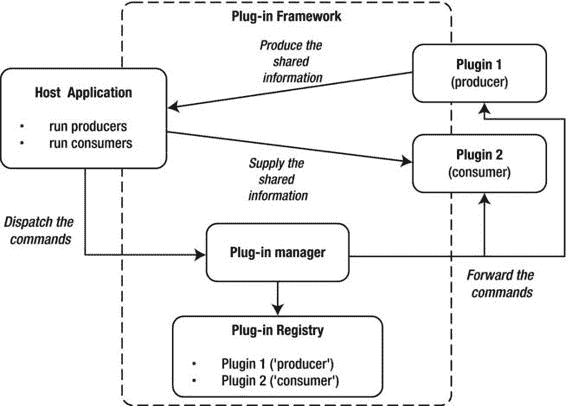 Plug-in Framework
Produce the
shared
information
Plugin 1
(producer)
Host Application
• run producers
• run consumers
Plugin 2
(consumer)
Supply the
shared
information
Dispatch the
commands
Plug-in manager
Forward the
commands
Plug-in Registry
• Plugin 1 ('producer')
• Plugin 2 ('consumer')